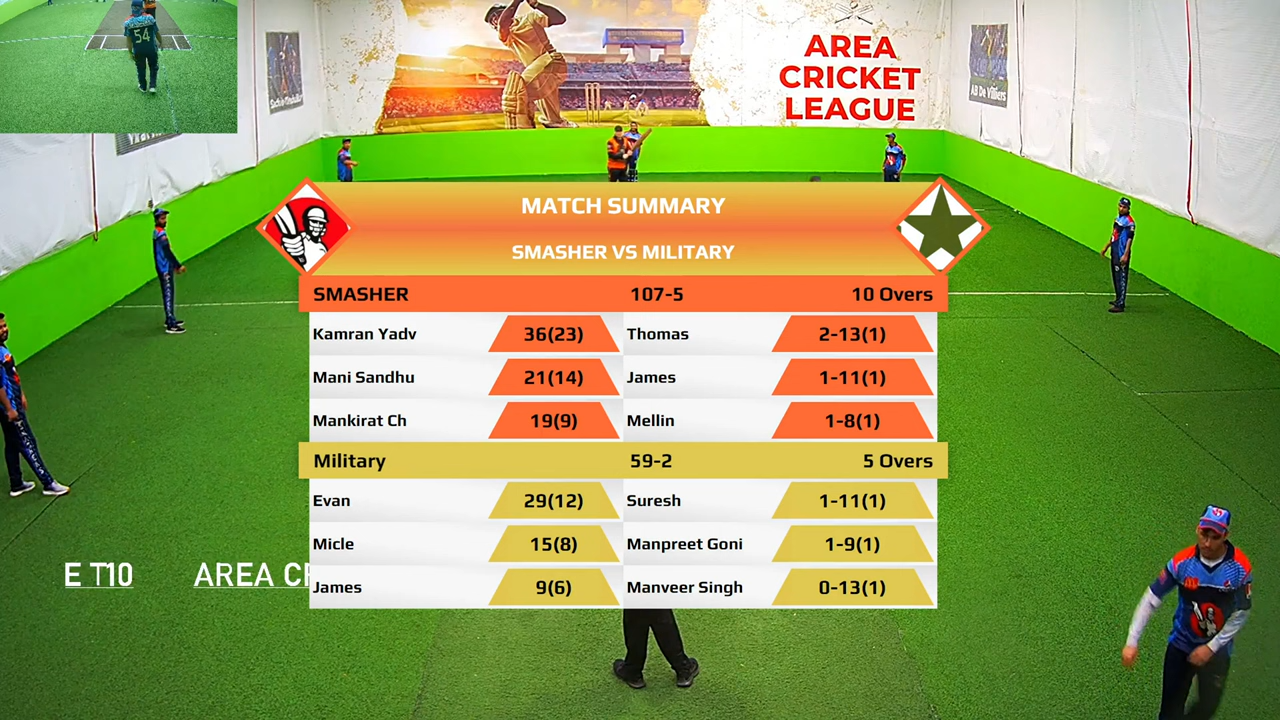 54
AREA
CRICKET
LEAGUE
AB De Villiers
MATCH SUMMARY
SMASHER VS MILITARY
SMASHER 107-5 10 Overs
Kamran Yadv 36(23) Thomas 2-13(1)
Mani Sandhu 21(14) James 1-11(1)
Mankirat Ch 19(9) Mellin 1-8(1)
Military 59-2 5 Overs
Evan 29(12) Suresh 1-11(1)
Micle 15(8) Manpreet Goni 1-9(1)
James 9(6) Manveer Singh 0-13(1)
E T10 AREA